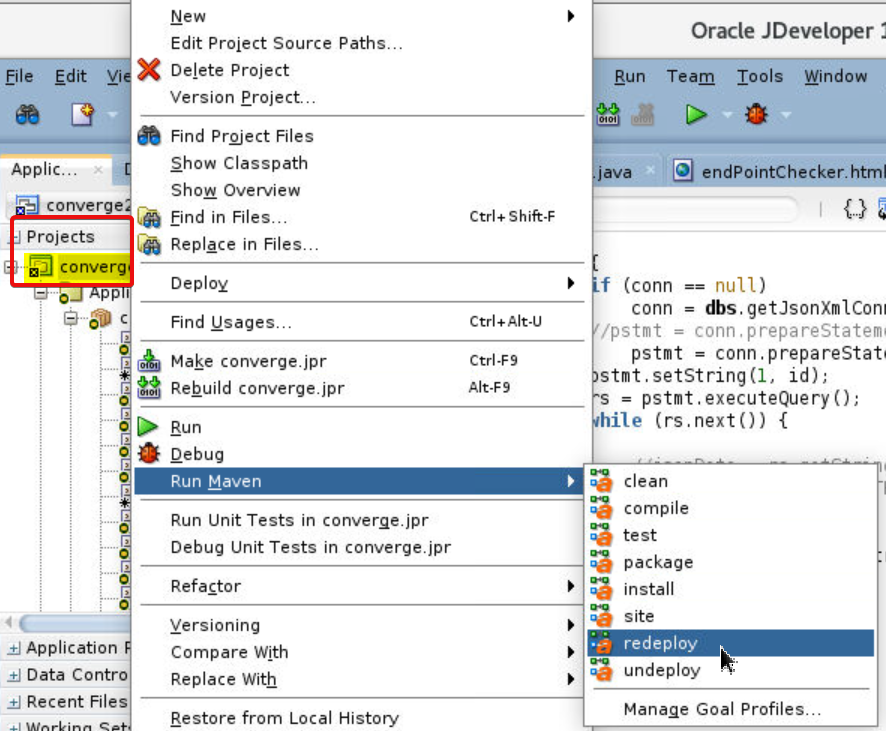 New
Oracle JDeveloper 1
Edit Project Source Paths...
File Edit Vie
Delete Project
Run Team Tools Window
Version Project...
Find Project Files
Applic...
Show Classpath
.java
endPointChecker.html
Show Overview
converge2
Find in Files... Ctrl+Shift-F
{}
Projects
Replace in Files...
converge
{
Deploy
if (conn == null)
Appli
conn = dbs.getJsonXmlConn
Find Usages... Ctrl+Alt-U
//pstmt = conn.prepareStateme
c
pstmt = conn.prepareState
Make converge.jpr Ctrl-F9
pstmt.setString(1, id);
Rebuild converge.jpr Alt-F9
rs = pstmt.executeQuery();
while (rs.next()) {
Run
Debug
Run Maven
clean
compile
Run Unit Tests in converge.jpr
test
Debug Unit Tests in converge.jpr
package
Refactor
install
site
Versioning
redeploy
Application
Compare With
undeploy
Data Contro
Replace With
Recent Files
Manage Goal Profiles...
Restore from Local History
Working Sets